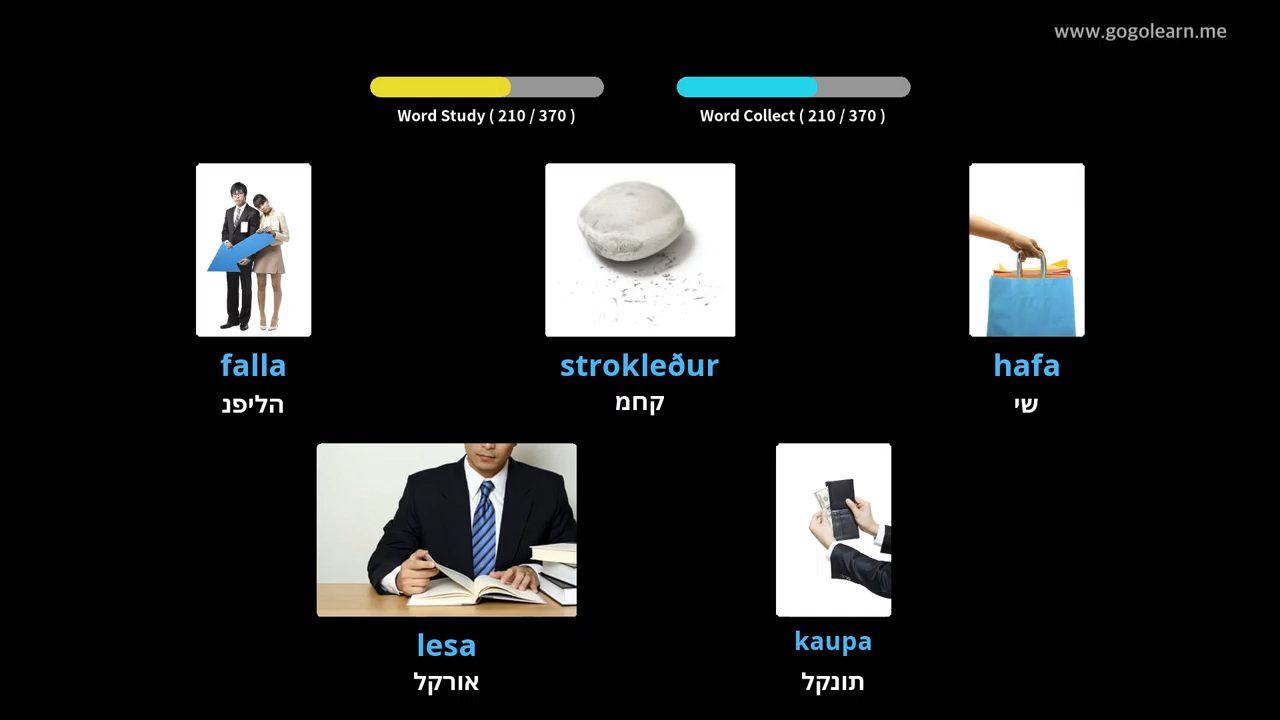 www.gogolearn.me
Word Study ( 210 / 370 )
Word Collect ( 210 / 370 )
falla
הליפנ
strokleður
קחמ
hafa
שי
lesa
אורקל
kaupa
תונקל